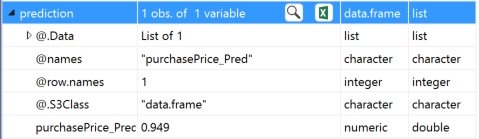 prediction 1 obs. of 1 variable data.frame list
@.Data List of 1 list list
@names "purchasePrice_Pred" character character
@row.names 1 integer integer
@.S3Class "data.frame" character character
purchasePrice_Prec 0.949 numeric double